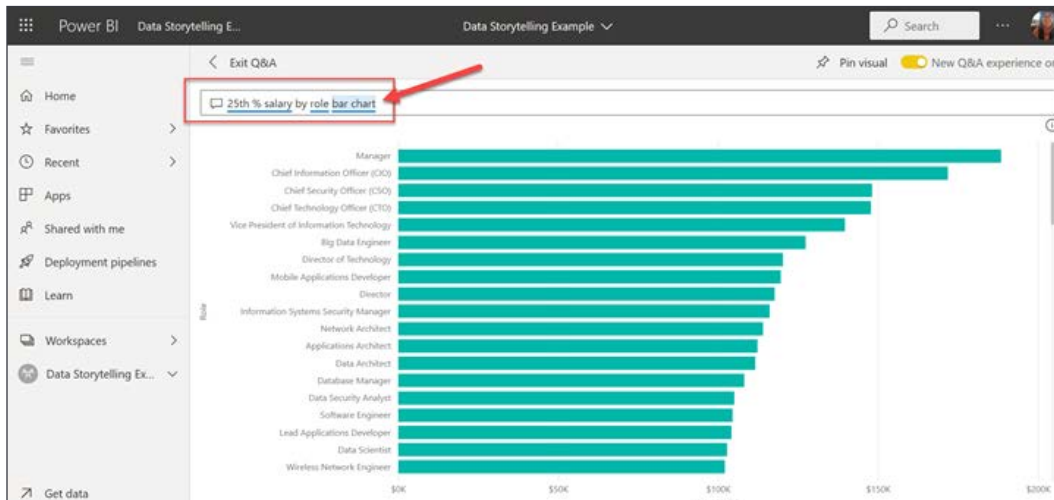 Power BI Data Storytelling E... Data Storytelling Example Search ...
Exit Q&A Pin visual New Q&A experience on
25th % salary by role bar chart
Home
Favorites
Recent
Apps
Shared with me
Deployment pipelines
Learn
Workspaces
Data Storytelling Ex...
Get data
Role
Manager
Chief Information Officer (CIO)
Chief Security Officer (CSO)
Chief Technology Officer (CTO)
Vice President of Information Technology
Big Data Engineer
Director of Technology
Mobile Applications Developer
Director
Information Systems Security Manager
Network Architect
Applications Architect
Data Architect
Database Manager
Data Security Analyst
Software Engineer
Lead Applications Developer
Data Scientist
Wireless Network Engineer
$0K $50K $100K $150K $200K